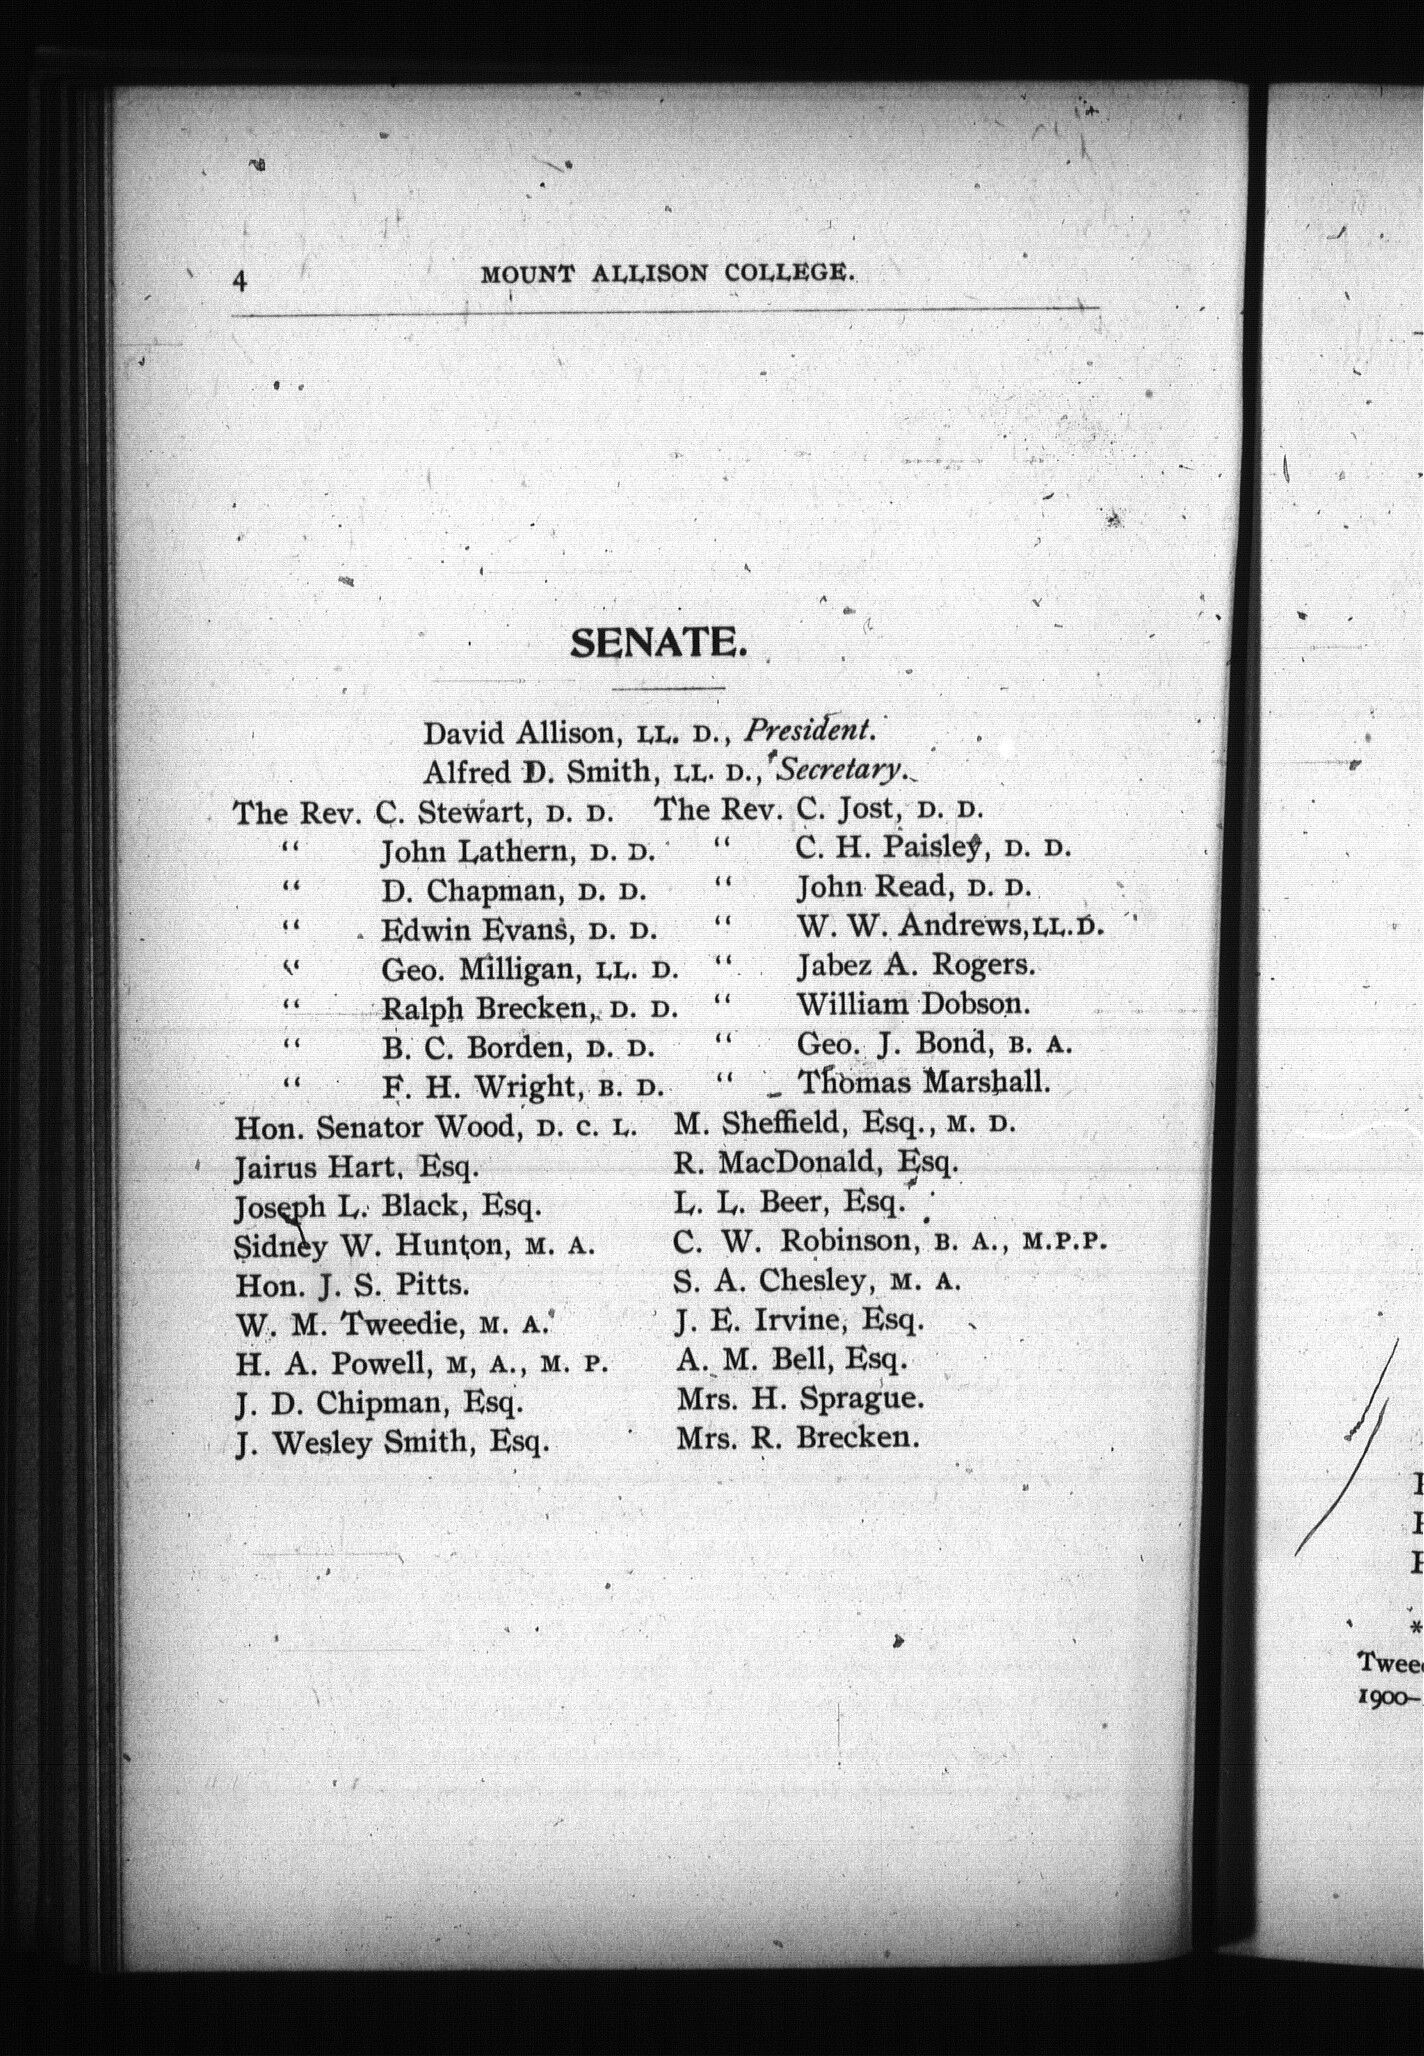 4 MOUNT ALLISON COLLEGE.
SENATE.
David Allison, LL. D., President.
Alfred D. Smith, LL. D., Secretary.
The Rev. C. Stewart, D. D. The Rev. C. Jost, D. D.
“ John Lathern, D. D. “ C. H. Paisley, D. D.
“ D. Chapman, D. D. “ John Read, D. D.
“ Edwin Evans, D. D. “ W. W. Andrews, LL.D.
“ Geo. Milligan, LL. D. “ Jabez A. Rogers.
“ Ralph Brecken, D. D. “ William Dobson.
“ B. C. Borden, D. D. “ Geo. J. Bond, B. A.
“ F. H. Wright, B. D. “ Thomas Marshall.
Hon. Senator Wood, D. C. L. M. Sheffield, Esq., M. D.
Jairus Hart, Esq. R. MacDonald, Esq.
Joseph L. Black, Esq. L. L. Beer, Esq.
Sidney W. Hunton, M. A. C. W. Robinson, B. A., M.P.P.
Hon. J. S. Pitts. S. A. Chesley, M. A.
W. M. Tweedie, M. A. J. E. Irvine, Esq.
H. A. Powell, M, A., M. P. A. M. Bell, Esq.
J. D. Chipman, Esq. Mrs. H. Sprague.
J. Wesley Smith, Esq. Mrs. R. Brecken.
*
1900–